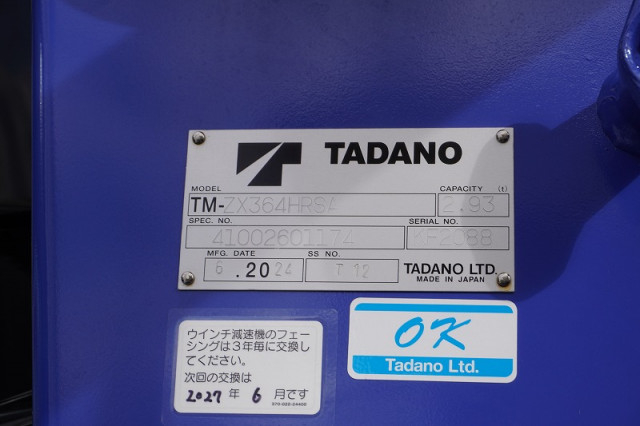 TADANO
MODEL
TM-ZX364HRSA
CAPACITY (t)
2.93
SPEC. NO.
41002601174
SERIAL NO.
MFG. DATE
6 .2024
SS NO.
T 12
TADANO LTD.
MADE IN JAPAN
ウインチ減速機のフェー
シングは3年毎に交換し
てください。
次回の交換は
2027 年 6 月です
OK
Tadano Ltd.